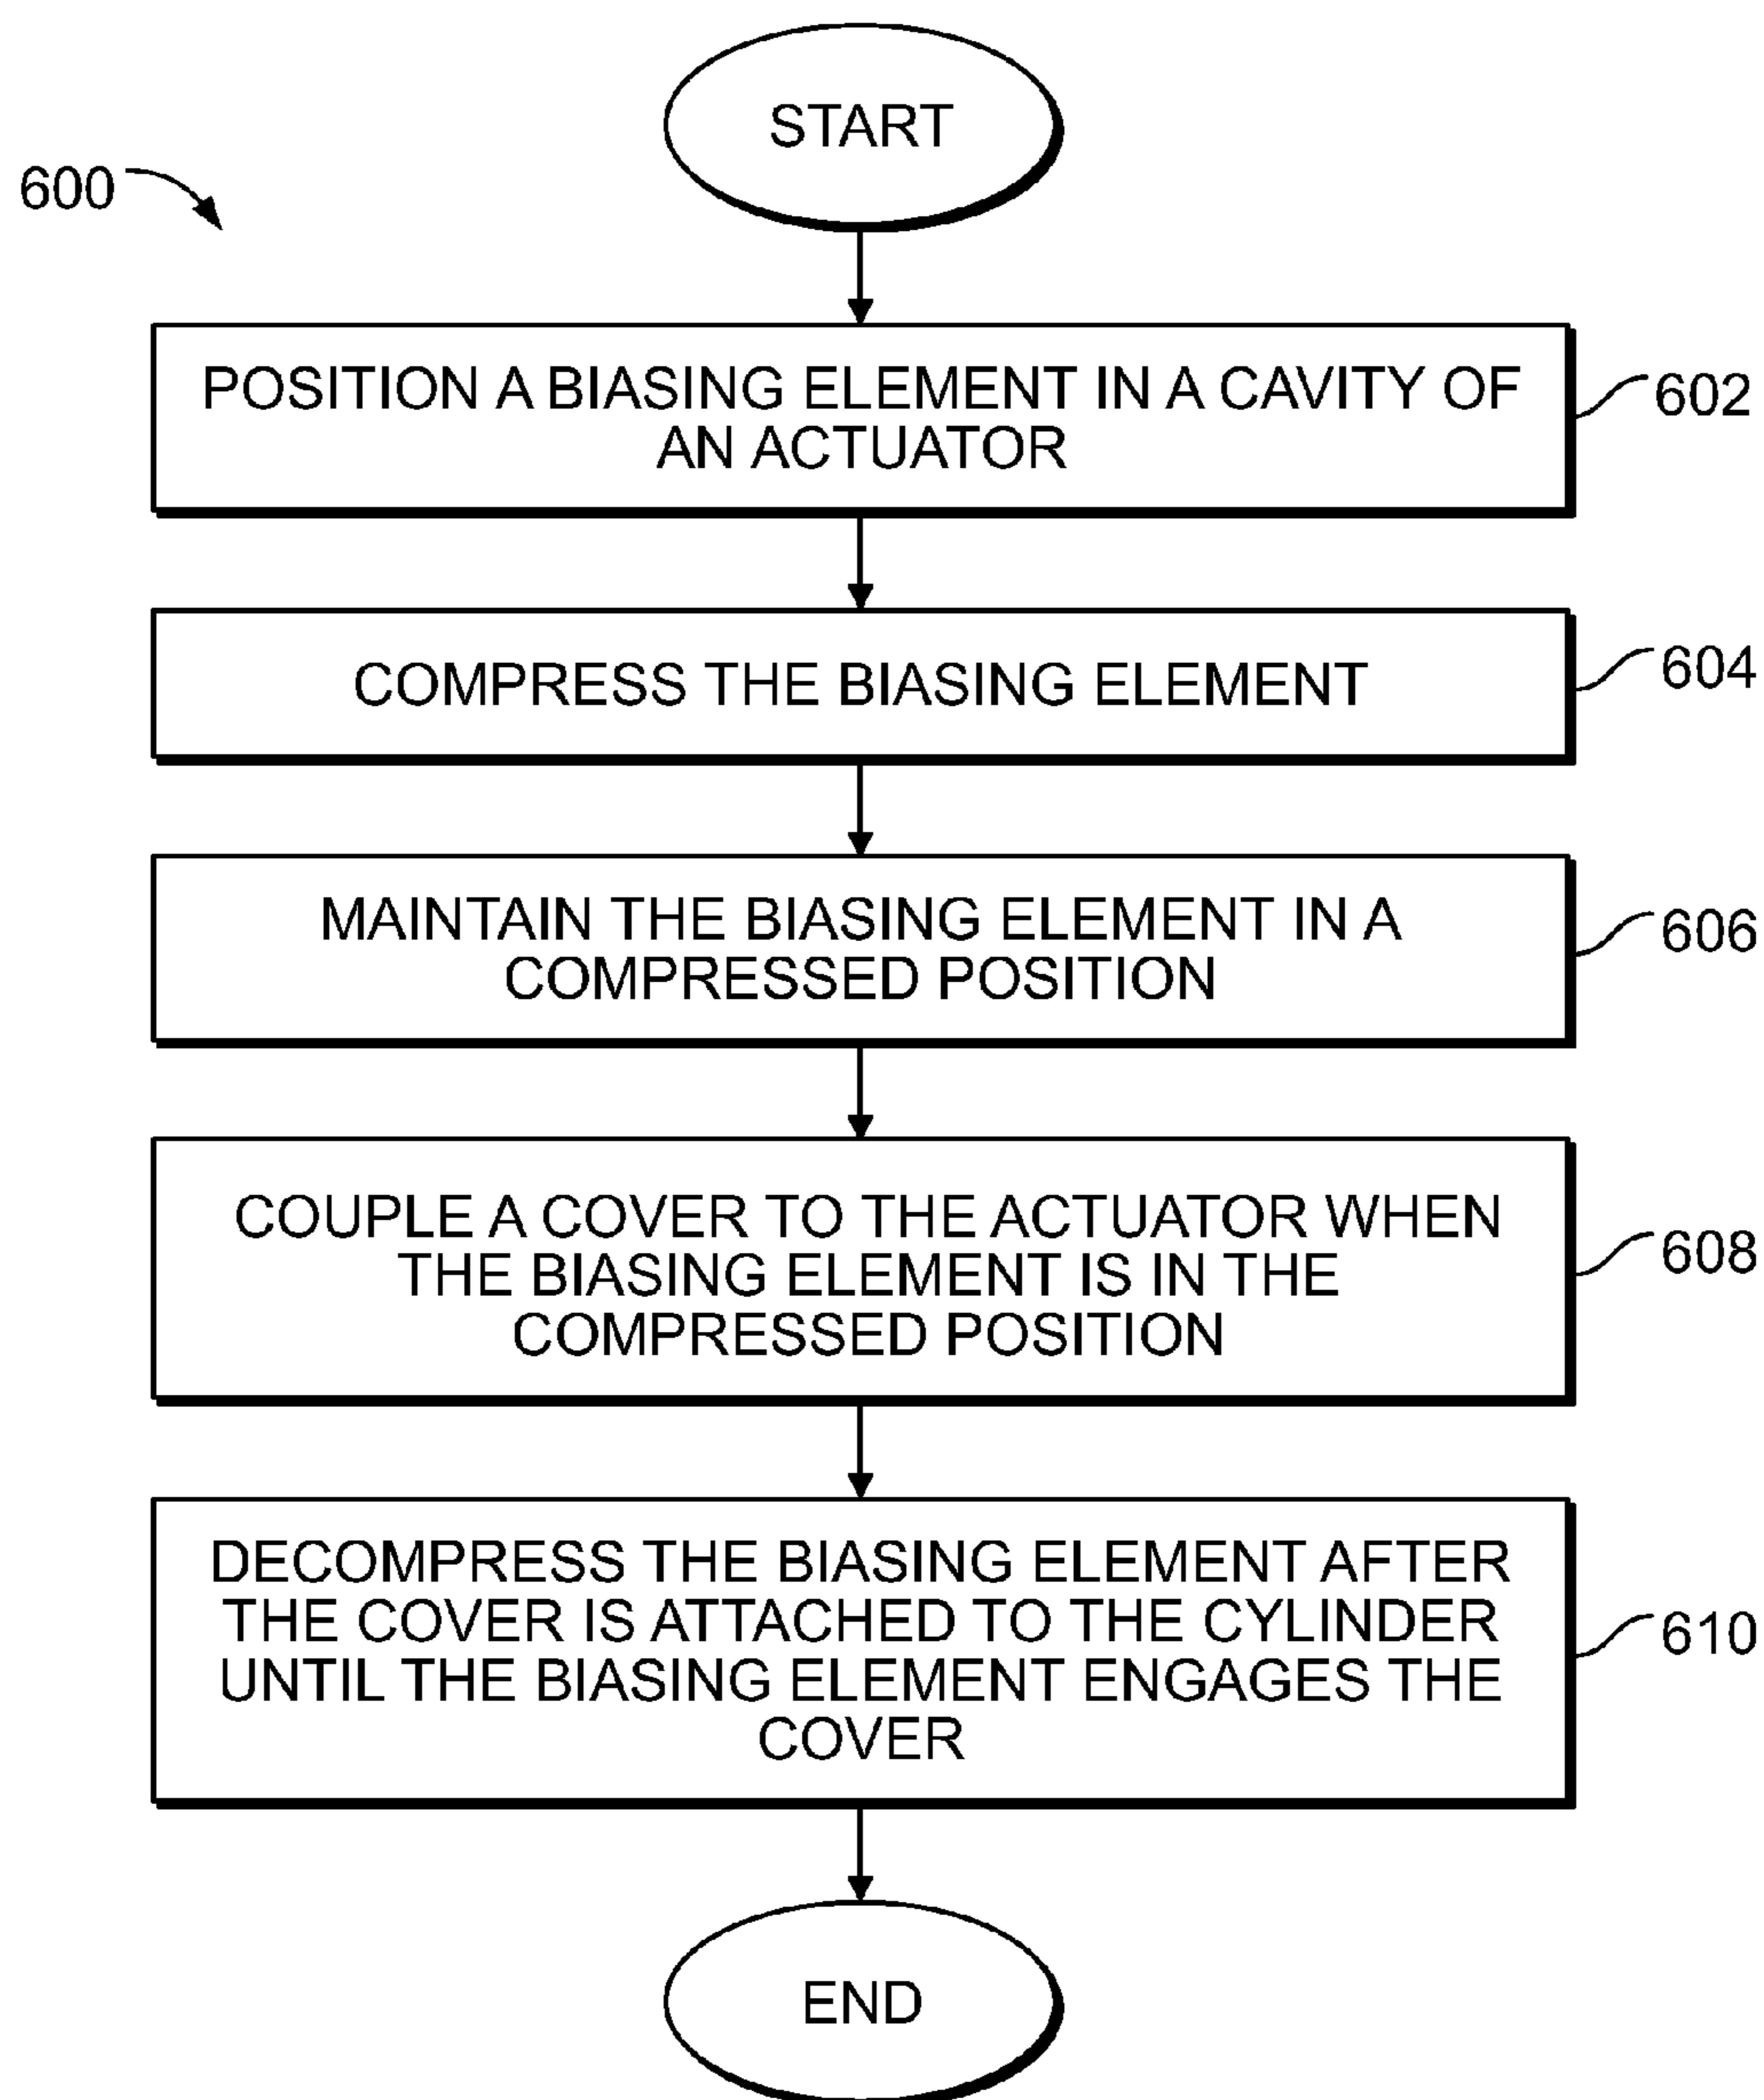 START
600
POSITION A BIASING ELEMENT IN A CAVITY OF
AN ACTUATOR
602
COMPRESS THE BIASING ELEMENT
604
MAINTAIN THE BIASING ELEMENT IN A
COMPRESSED POSITION
606
COUPLE A COVER TO THE ACTUATOR WHEN
THE BIASING ELEMENT IS IN THE
COMPRESSED POSITION
608
DECOMPRESS THE BIASING ELEMENT AFTER
THE COVER IS ATTACHED TO THE CYLINDER
UNTIL THE BIASING ELEMENT ENGAGES THE
COVER
610
END